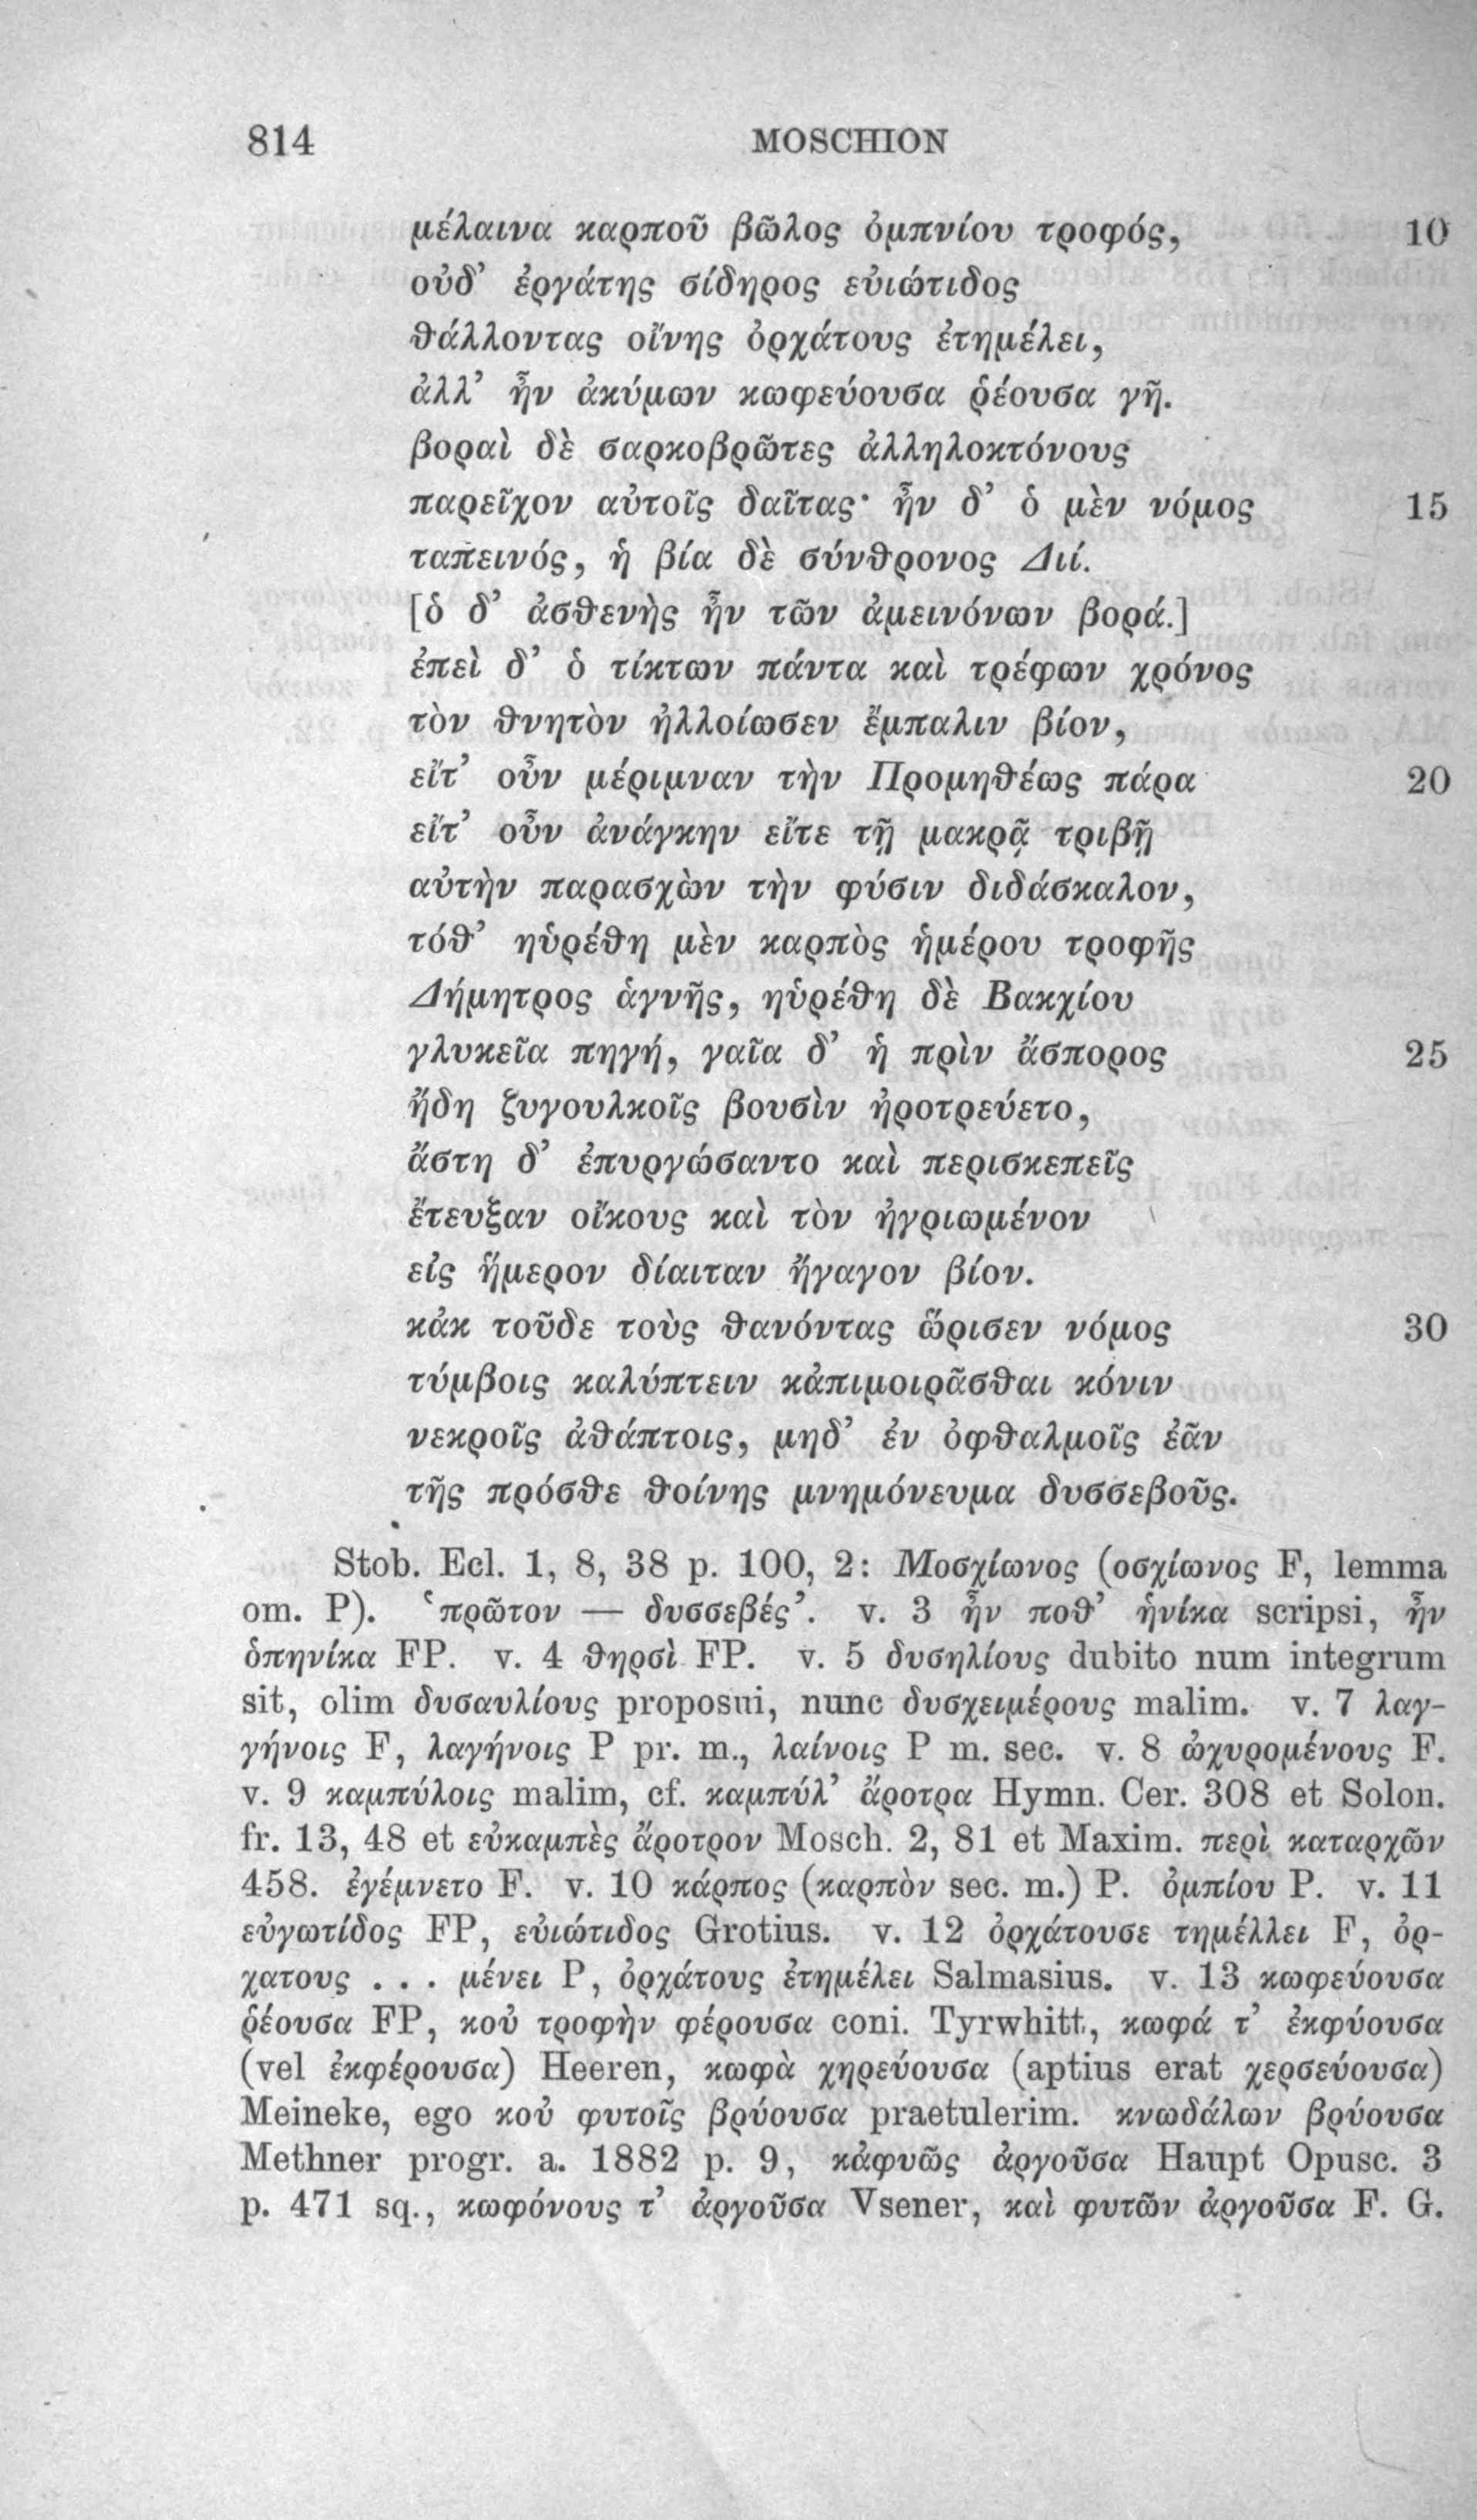 814 MOSCHION
μέλαινα καρποῦ βῶλος ὀμπνίου τροφός, 10
οὐδ’ ἐργάτης σίδηρος εὐιώτιδος
θάλλοντας οἴνης ὀρχάτους ἐτημέλει,
ἀλλ’ ἦν ἀκύμων κωφεύουσα ῥέουσα γῆ.
βοραὶ δὲ σαρκοβρῶτες ἀλληλοκτόνους
παρεῖχον αὐτοῖς δαῖτας· ἦν δ’ ὁ μὲν νόμος 15
ταπεινός, ἡ βία δὲ σύνθρονος Διί.
[ὁ δ’ ἀσθενὴς ἦν τῶν ἀμεινόνων βορά.]
ἐπεὶ δ’ ὁ τίκτων πάντα καὶ τρέφων χρόνος
τὸν θνητὸν ἠλλοίωσεν ἔμπαλιν βίον,
εἴτ’ οὖν μέριμναν τὴν Προμηθέως πάρα 20
εἴτ’ οὖν ἀνάγκην εἴτε τῇ μακρᾷ τριβῇ
αὐτὴν παρασχὼν τὴν φύσιν διδάσκαλον,
τόθ’ ηὑρέθη μὲν καρπὸς ἡμέρου τροφῆς
Δήμητρος ἁγνῆς, ηὑρέθη δὲ Βακχίου
γλυκεῖα πηγή, γαῖα δ’ ἡ πρὶν ἄσπορος 25
ἤδη ζυγουλκοῖς βουσὶν ἠροτρεύετο,
ἄστη δ’ ἐπυργώσαντο καὶ περισκεπεῖς
ἔτευξαν οἴκους καὶ τὸν ἠγριωμένον
εἰς ἥμερον δίαιταν ἤγαγον βίον.
κἀκ τοῦδε τοὺς θανόντας ὥρισεν νόμος 30
τύμβοις καλύπτειν κἀπιμοιρᾶσθαι κόνιν
νεκροῖς ἀθάπτοις, μηδ’ ἐν ὀφθαλμοῖς ἐᾶν
τῆς πρόσθε θοίνης μνημόνευμα δυσσεβοῦς.
Stob. Ecl. 1, 8, 38 p. 100, 2: Μοσχίωνος (οσχίωνος F, lemma
om. P). ‘πρῶτον — δυσσεβές’. v. 3 ἦν ποθ’ ἡνίκα scripsi, ἦν
ὁπηνίκα FP. v. 4 θηρσὶ FP. v. 5 δυσηλίους dubito num integrum
sit, olim δυσαυλίους proposui, nunc δυσχειμέρους malim. v. 7 λαγ-
γήνοις F, λαγήνοις P pr. m., λαίνοις P m. sec. v. 8 ὠχυρομένους F.
v. 9 καμπύλοις malim, cf. καμπύλ’ ἄροτρα Hymn. Cer. 308 et Solon.
fr. 13, 48 et εὐκαμπὲς ἄροτρον Mosch. 2, 81 et Maxim. περὶ καταρχῶν
458. ἐγέμνετο F. v. 10 κάρπος (καρπὸν sec. m.) P. ὀμπίου P. v. 11
εὐγωτίδος FP, εὐιώτιδος Grotius. v. 12 ὀρχάτουσε τημέλλει F, ὀρ-
χατους . . . μένει P, ὀρχάτους ἐτημέλει Salmasius. v. 13 κωφεύουσα
ῥέουσα FP, κοὐ τροφὴν φέρουσα coni. Tyrwhitt, κωφά τ’ ἐκφύουσα
(vel ἐκφέρουσα) Heeren, κωφὰ χηρεύουσα (aptius erat χερσεύουσα)
Meineke, ego κοὐ φυτοῖς βρύουσα praetulerim. κνωδάλων βρύουσα
Methner progr. a. 1882 p. 9, κἀφυῶς ἀργοῦσα Haupt Opusc. 3
p. 471 sq., κωφόνους τ’ ἀργοῦσα Vsener, καὶ φυτῶν ἀργοῦσα F. G.